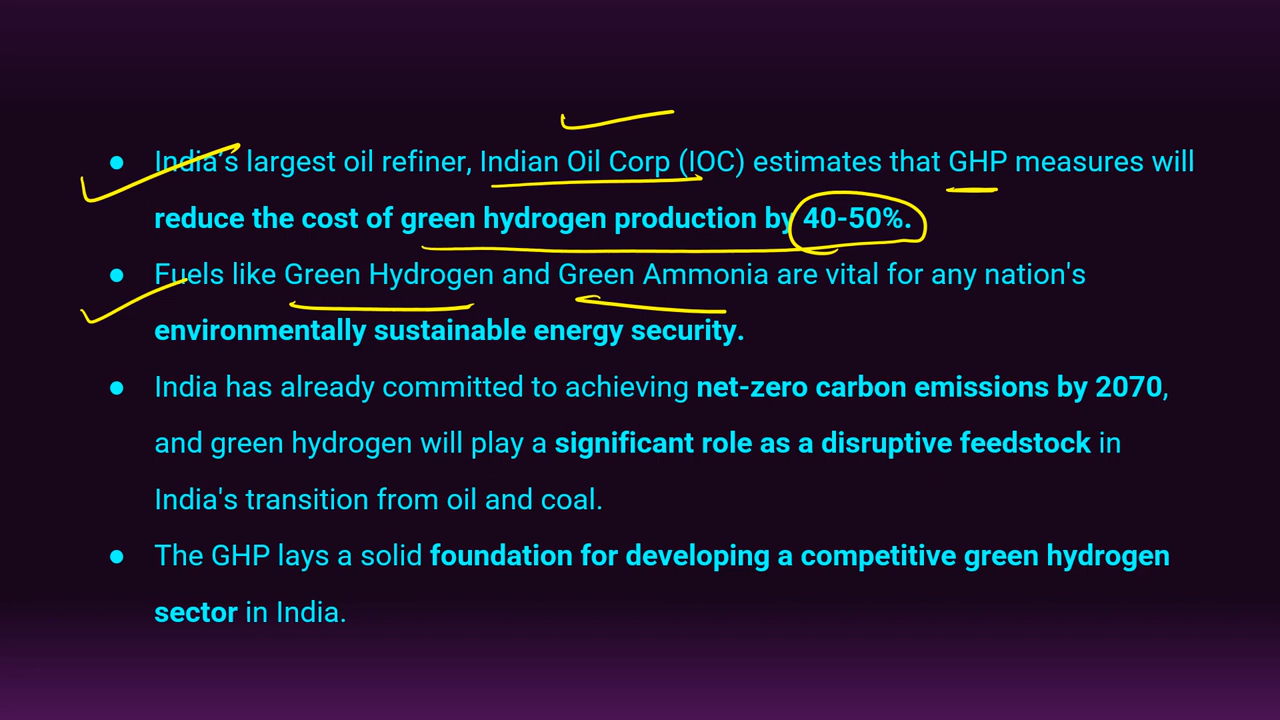 ● India's largest oil refiner, Indian Oil Corp (IOC) estimates that GHP measures will
reduce the cost of green hydrogen production by 40-50%.
● Fuels like Green Hydrogen and Green Ammonia are vital for any nation's
environmentally sustainable energy security.
● India has already committed to achieving net-zero carbon emissions by 2070,
and green hydrogen will play a significant role as a disruptive feedstock in
India's transition from oil and coal.
● The GHP lays a solid foundation for developing a competitive green hydrogen
sector in India.